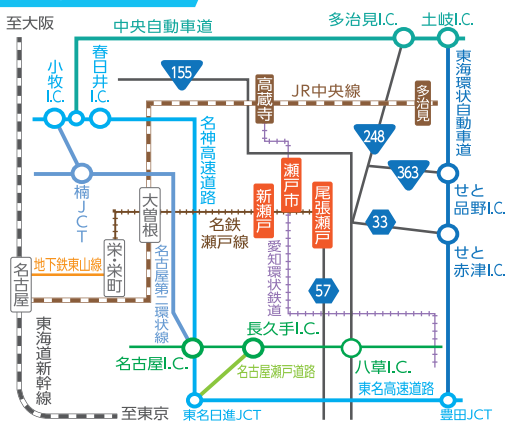 至大阪
中央自動車道
多治見I.C.
土岐I.C.
小牧I.C.
春日井I.C.
155
高蔵寺
JR中央線
多治見
東海環状自動車道
名神高速道路
248
363
楠JCT
大曽根
新瀬戸
瀬戸市
尾張瀬戸
せと
品野I.C.
33
名鉄
瀬戸線
栄・栄町
地下鉄東山線
名古屋
名古屋第二環状線
愛知環状鉄道
57
せと
赤津I.C.
東海道新幹線
長久手I.C.
名古屋I.C.
名古屋瀬戸道路
八草I.C.
東名高速道路
至東京
東名日進JCT
豊田JCT